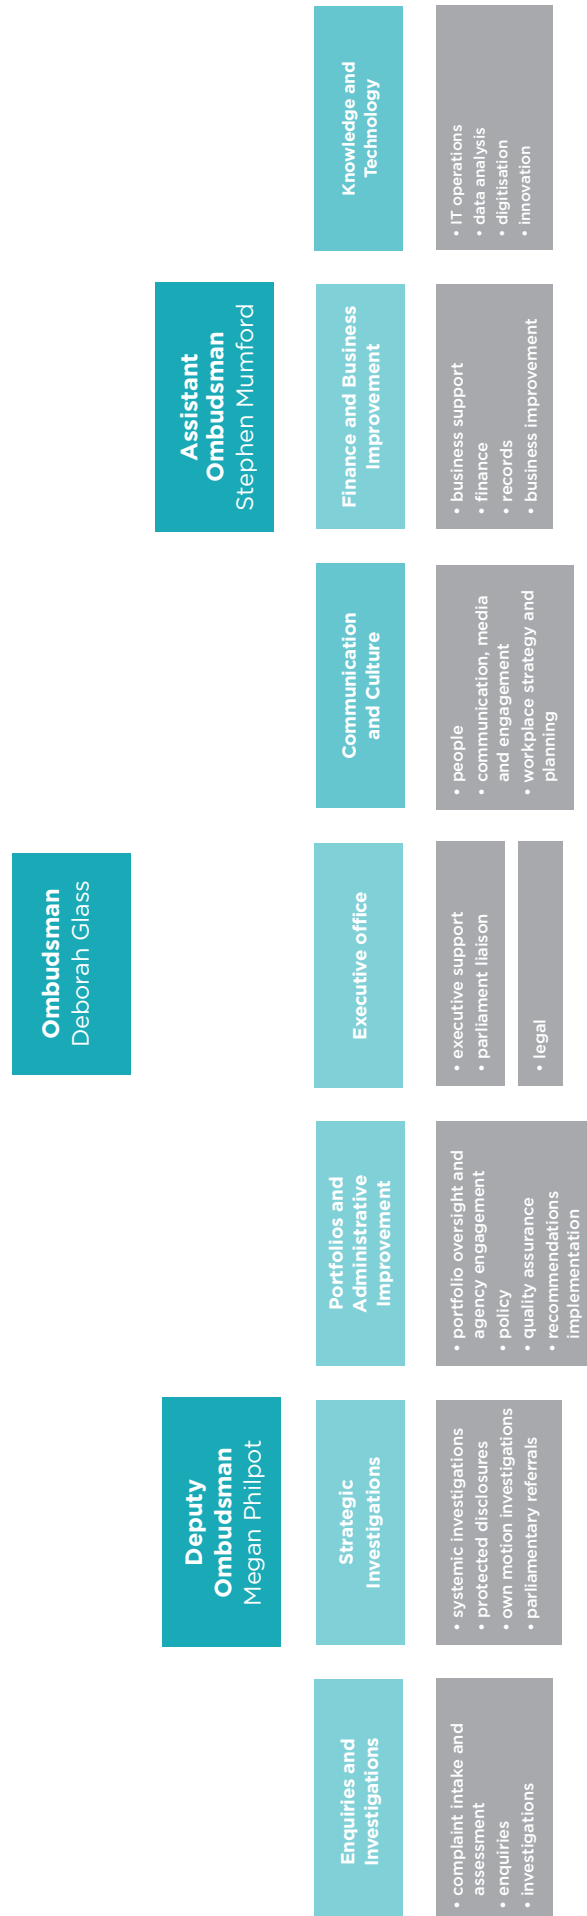 Ombudsman
Deborah Glass
Deputy
Ombudsman
Megan Philpot
Assistant
Ombudsman
Stephen Mumford
Enquiries and
Investigations
• complaint intake and
assessment
• enquiries
• investigations
Strategic
Investigations
• systemic investigations
• protected disclosures
• own motion investigations
• parliamentary referrals
Portfolios and
Administrative
Improvement
• portfolio oversight and
agency engagement
• policy
• quality assurance
• recommendations
implementation
Executive office
• executive support
• parliament liaison
• legal
Communication
and Culture
• people
• communication, media
and engagement
• workplace strategy and
planning
Finance and Business
Improvement
• business support
• finance
• records
• business improvement
Knowledge and
Technology
• IT operations
• data analysis
• digitisation
• innovation